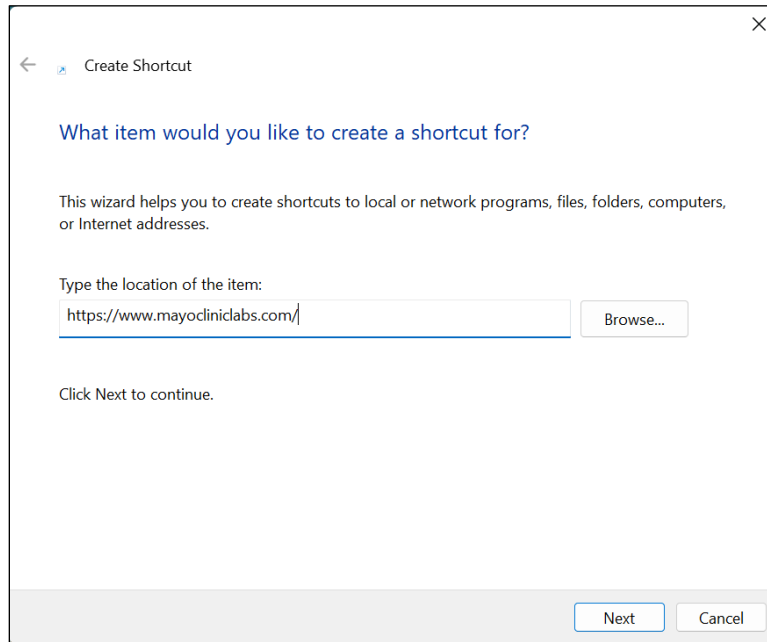 Create Shortcut
What item would you like to create a shortcut for?
This wizard helps you to create shortcuts to local or network programs, files, folders, computers,
or Internet addresses.
Type the location of the item:
https://www.mayocliniclabs.com/
Browse...
Click Next to continue.
Next
Cancel